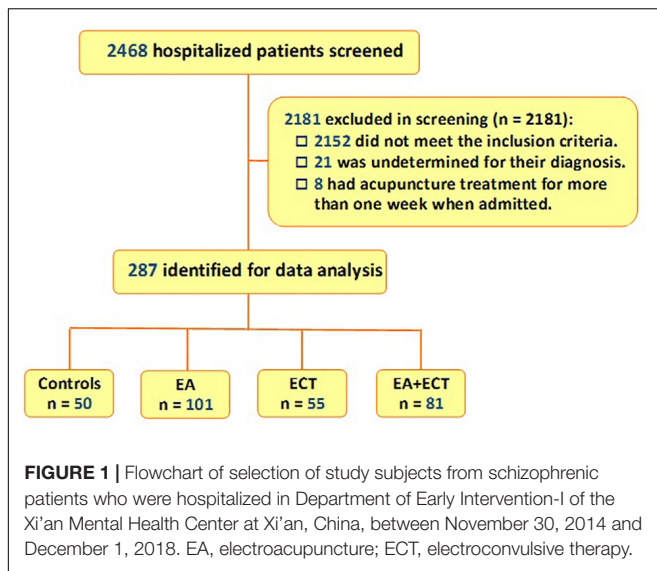 2468 hospitalized patients screened
2181 excluded in screening (n = 2181):
☐ 2152 did not meet the inclusion criteria.
☐ 21 was undetermined for their diagnosis.
☐ 8 had acupuncture treatment for more
than one week when admitted.
287 identified for data analysis
Controls
n = 50
EA
n = 101
ECT
n = 55
EA+ECT
n = 81
FIGURE 1 | Flowchart of selection of study subjects from schizophrenic
patients who were hospitalized in Department of Early Intervention-I of the
Xi'an Mental Health Center at Xi'an, China, between November 30, 2014 and
December 1, 2018. EA, electroacupuncture; ECT, electroconvulsive therapy.